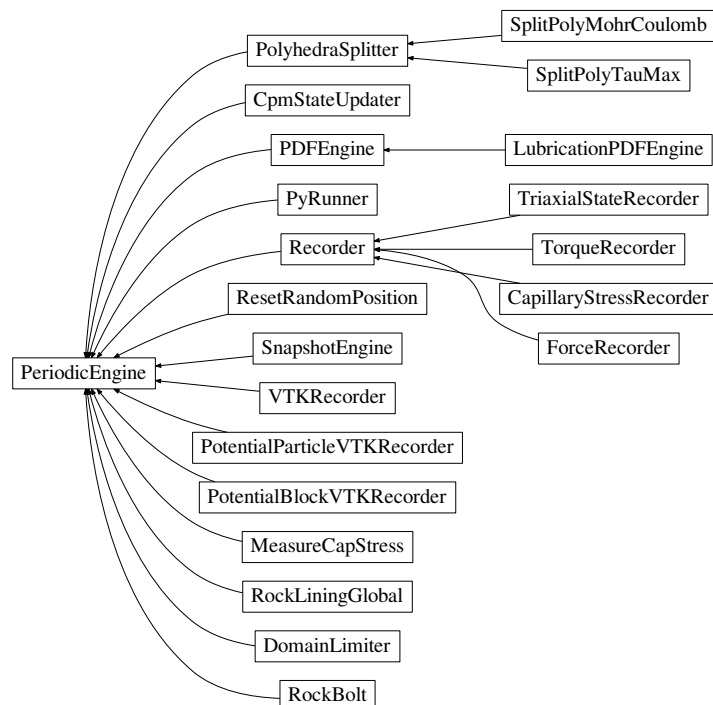 SplitPolyMohrCoulomb
PolyhedraSplitter
SplitPolyTauMax
CpmStateUpdater
PDFEngine
LubricationPDFEngine
PyRunner
TriaxialStateRecorder
Recorder
TorqueRecorder
ResetRandomPosition
CapillaryStressRecorder
SnapshotEngine
ForceRecorder
PeriodicEngine
VTKRecorder
PotentialParticleVTKRecorder
PotentialBlockVTKRecorder
MeasureCapStress
RockLiningGlobal
DomainLimiter
RockBolt